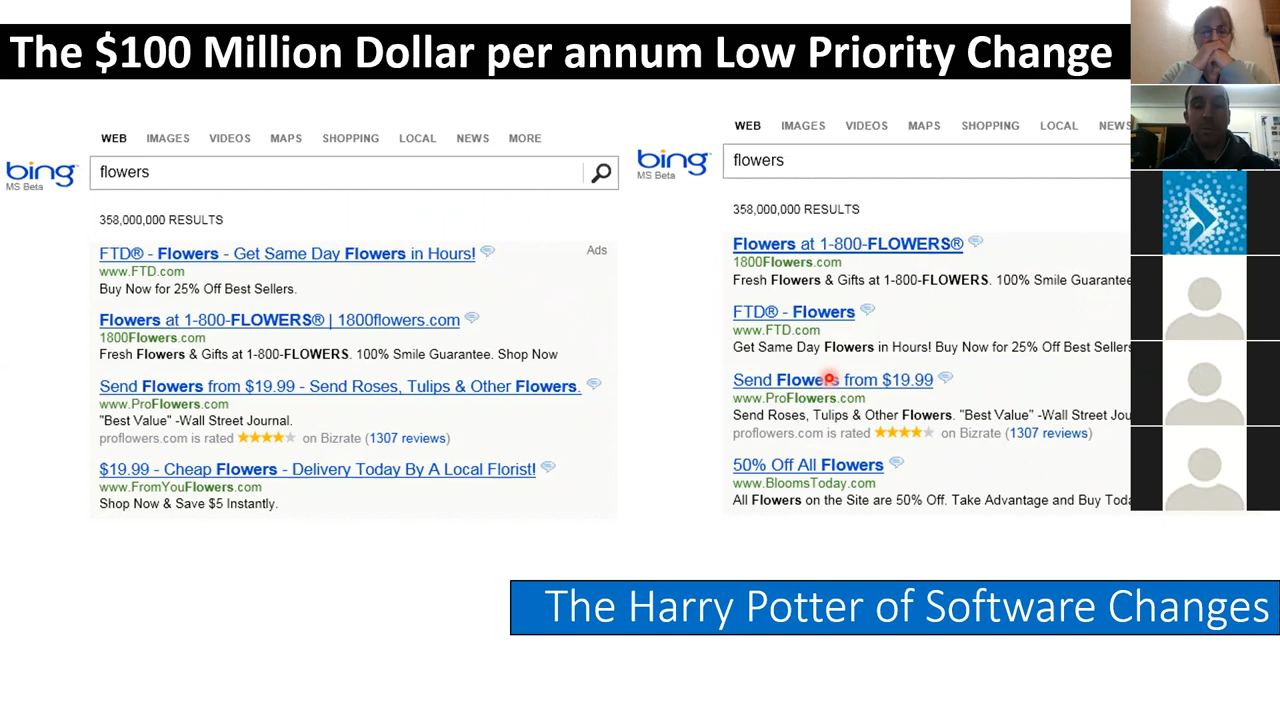 The $100 Million Dollar per annum Low Priority Change
WEB IMAGES VIDEOS MAPS SHOPPING LOCAL NEWS MORE
bing
MS Beta
flowers
358,000,000 RESULTS
FTD® - Flowers - Get Same Day Flowers in Hours!
Ads
www.FTD.com
Buy Now for 25% Off Best Sellers.
Flowers at 1-800-FLOWERS® | 1800flowers.com
1800Flowers.com
Fresh Flowers & Gifts at 1-800-FLOWERS. 100% Smile Guarantee. Shop Now
Send Flowers from $19.99 - Send Roses, Tulips & Other Flowers.
www.ProFlowers.com
"Best Value" -Wall Street Journal.
proflowers.com is rated on Bizrate (1307 reviews)
$19.99 - Cheap Flowers - Delivery Today By A Local Florist!
www.FromYouFlowers.com
Shop Now & Save $5 Instantly.
WEB IMAGES VIDEOS MAPS SHOPPING LOCAL NEWS
bing
MS Beta
flowers
358,000,000 RESULTS
Flowers at 1-800-FLOWERS®
1800Flowers.com
Fresh Flowers & Gifts at 1-800-FLOWERS. 100% Smile Guarantee
FTD® - Flowers
www.FTD.com
Get Same Day Flowers in Hours! Buy Now for 25% Off Best Sellers
Send Flowers from $19.99
www.ProFlowers.com
Send Roses, Tulips & Other Flowers. "Best Value" -Wall Street
proflowers.com is rated on Bizrate (1307 reviews)
50% Off All Flowers
www.BloomsToday.com
All Flowers on the Site are 50% Off. Take Advantage and Buy
The Harry Potter of Software Changes